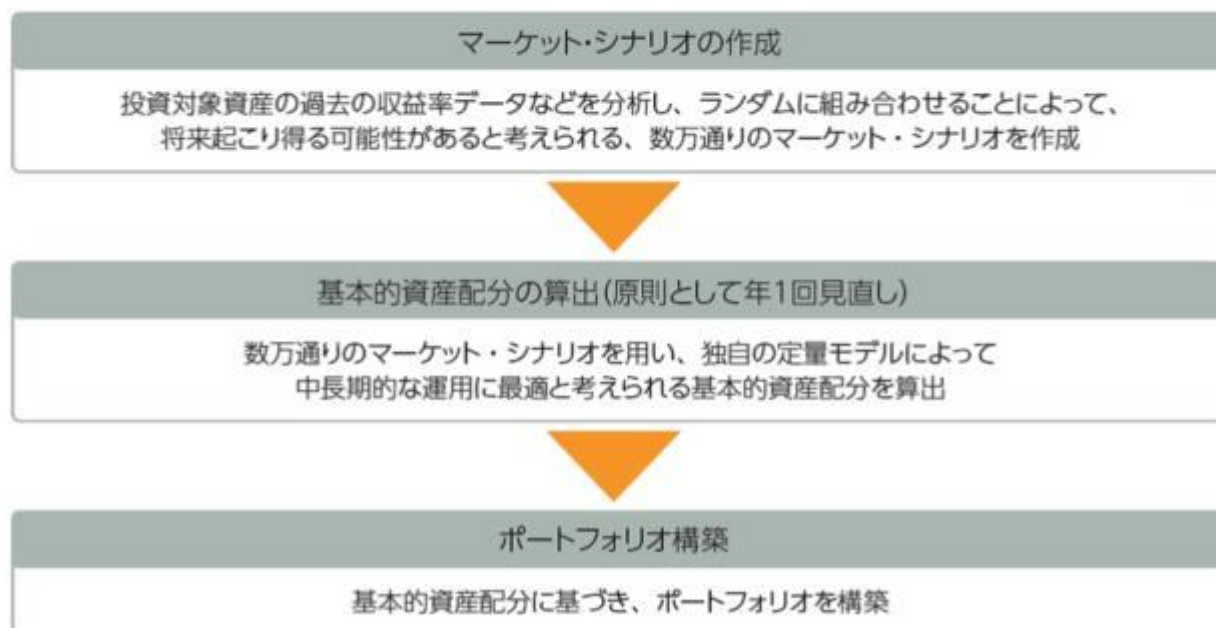 マーケット・シナリオの作成
投資対象資産の過去の収益率データなどを分析し、ランダムに組み合わせることによって、
将来起こり得る可能性があると考えられる、数万通りのマーケット・シナリオを作成
基本的資産配分の算出(原則として年1回見直し)
数万通りのマーケット・シナリオを用い、独自の定量モデルによって
中長期的な運用に最適と考えられる基本的資産配分を算出
ポートフォリオ構築
基本的資産配分に基づき、ポートフォリオを構築